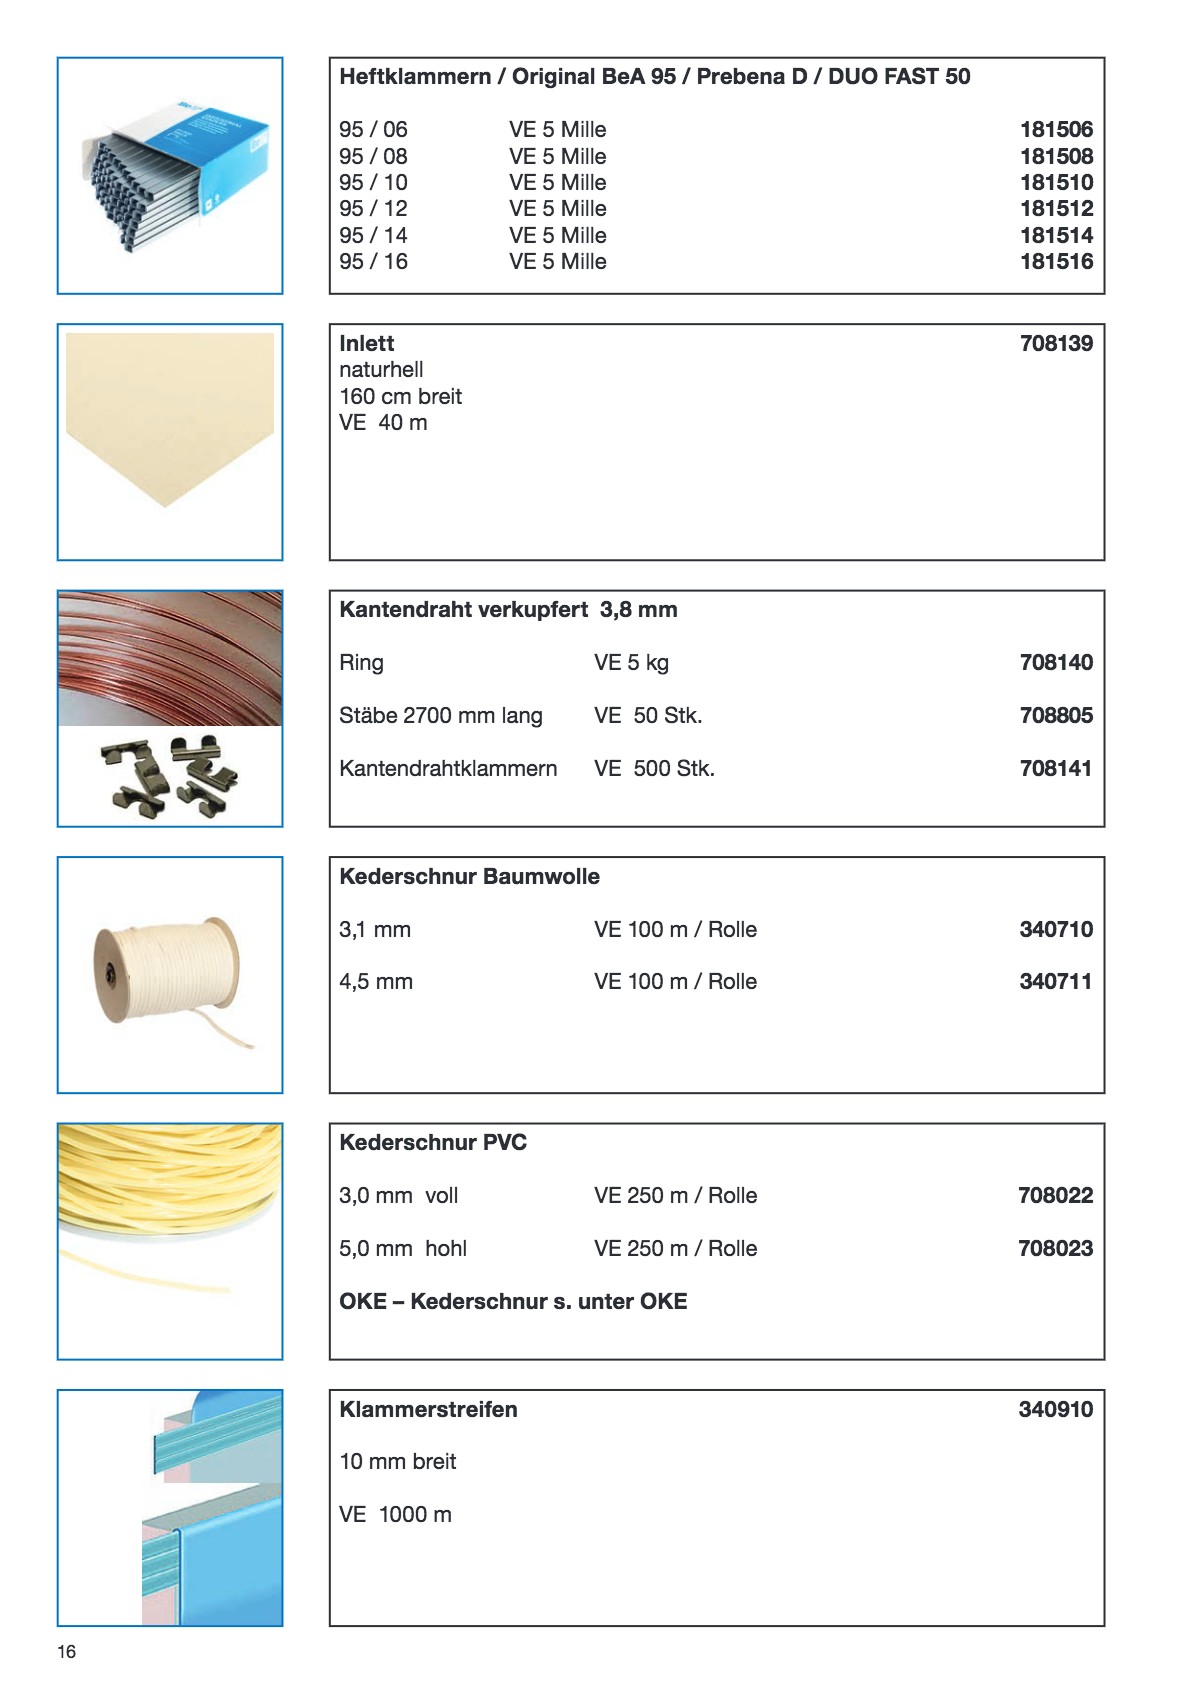 Heftklammern / Original BeA 95 / Prebena D / DUO FAST 50
95 / 06 VE 5 Mille 181506
95 / 08 VE 5 Mille 181508
95 / 10 VE 5 Mille 181510
95 / 12 VE 5 Mille 181512
95 / 14 VE 5 Mille 181514
95 / 16 VE 5 Mille 181516
Inlett 708139
naturhell
160 cm breit
VE 40 m
Kantendraht verkupfert 3,8 mm
Ring VE 5 kg 708140
Stäbe 2700 mm lang VE 50 Stk. 708805
Kantendrahtklammern VE 500 Stk. 708141
Kederschnur Baumwolle
3,1 mm VE 100 m / Rolle 340710
4,5 mm VE 100 m / Rolle 340711
Kederschnur PVC
3,0 mm voll VE 250 m / Rolle 708022
5,0 mm hohl VE 250 m / Rolle 708023
OKE – Kederschnur s. unter OKE
Klammerstreifen 340910
10 mm breit
VE 1000 m
16